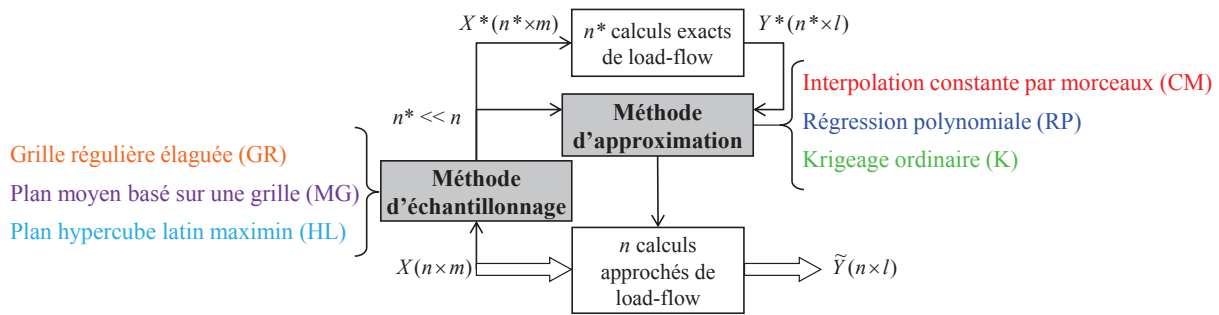 X*(n*×m)
n* calculs exacts
de load-flow
Y*(n*×l)
Interpolation constante par morceaux (CM)
Régression polynomiale (RP)
Krigeage ordinaire (K)
n* << n
Méthode
d'approximation
Grille régulière élaguée (GR)
Plan moyen basé sur une grille (MG)
Plan hypercube latin maximin (HL)
Méthode
d'échantillonnage
X(n×m)
n calculs
approchés de
load-flow
Ỹ(n×l)